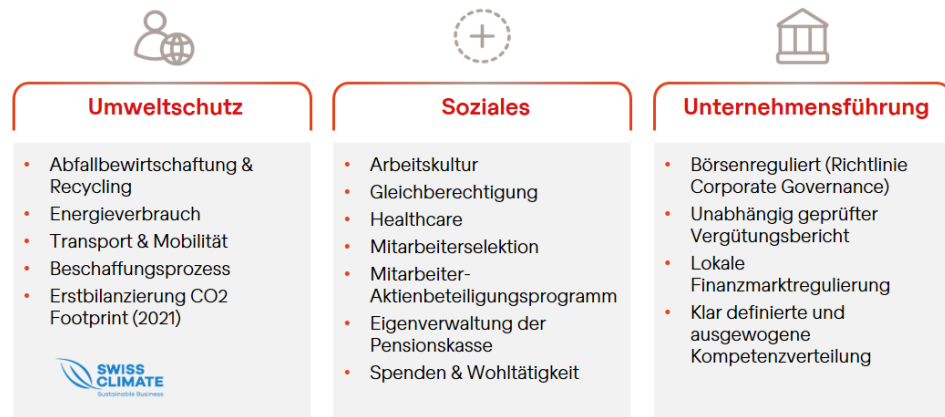 Umweltschutz
• Abfallbewirtschaftung &
Recycling
• Energieverbrauch
• Transport & Mobilität
• Beschaffungsprozess
• Erstbilanzierung CO2
Footprint (2021)
SWISS
CLIMATE
Sustainable Business
Soziales
• Arbeitskultur
• Gleichberechtigung
• Healthcare
• Mitarbeiterselektion
• Mitarbeiter-
Aktienbeteiligungsprogramm
• Eigenverwaltung der
Pensionskasse
• Spenden & Wohltätigkeit
Unternehmensführung
• Börsenreguliert (Richtlinie
Corporate Governance)
• Unabhängig geprüfter
Vergütungsbericht
• Lokale
Finanzmarktregulierung
• Klar definierte und
ausgewogene
Kompetenzverteilung